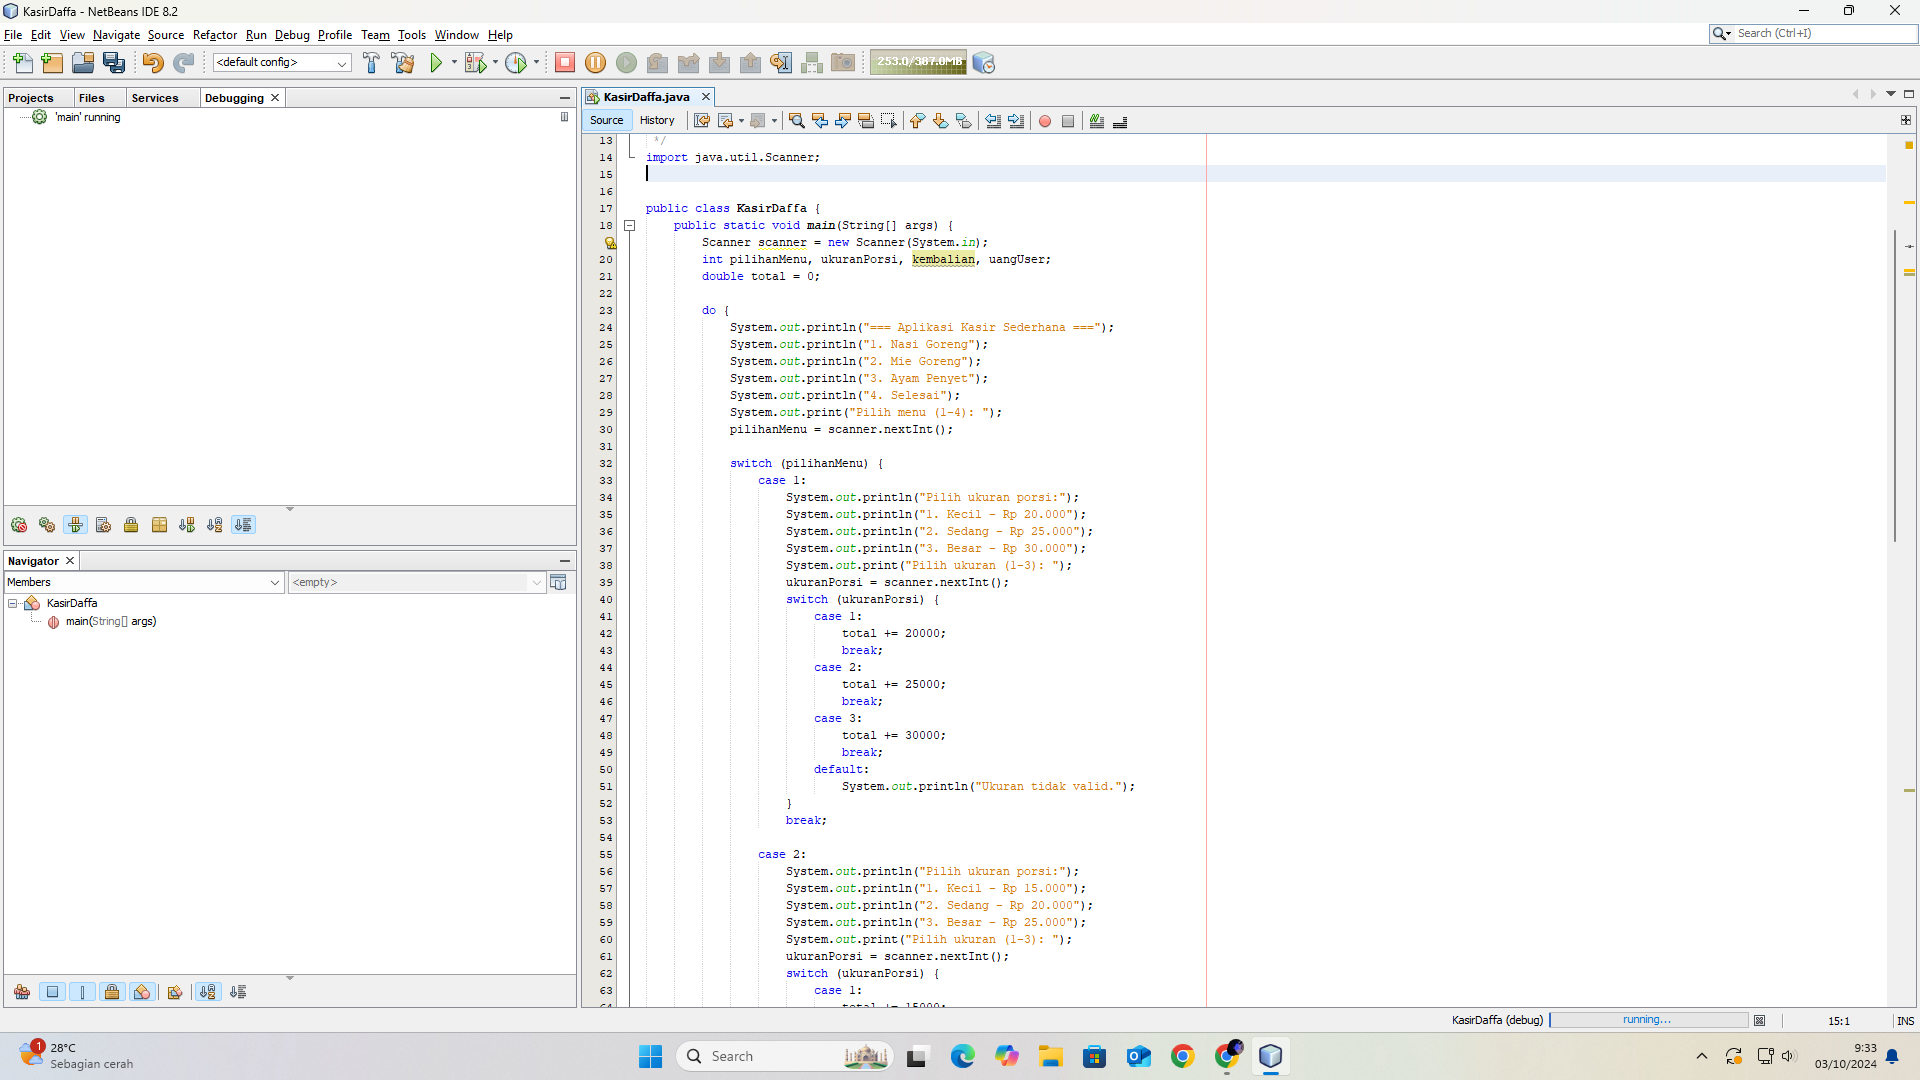 KasirDaffa - NetBeans IDE 8.2
File Edit View Navigate Source Refactor Run Debug Profile Team Tools Window Help
Search (Ctrl+I)
<default config>
253.0/387.0MB
Projects Files Services Debugging
'main' running
KasirDaffa.java
Source History
13 */
14 import java.util.Scanner;
15
16
17 public class KasirDaffa {
18 public static void main(String[] args) {
Scanner scanner = new Scanner(System.in);
20 int pilihanMenu, ukuranPorsi, kembalian, uangUser;
21 double total = 0;
22
23 do {
24 System.out.println("=== Aplikasi Kasir Sederhana ===");
25 System.out.println("1. Nasi Goreng");
26 System.out.println("2. Mie Goreng");
27 System.out.println("3. Ayam Penyet");
28 System.out.println("4. Selesai");
29 System.out.print("Pilih menu (1-4): ");
30 pilihanMenu = scanner.nextInt();
31
32 switch (pilihanMenu) {
33 case 1:
34 System.out.println("Pilih ukuran porsi:");
35 System.out.println("1. Kecil - Rp 20.000");
36 System.out.println("2. Sedang - Rp 25.000");
37 System.out.println("3. Besar - Rp 30.000");
38 System.out.print("Pilih ukuran (1-3): ");
39 ukuranPorsi = scanner.nextInt();
40 switch (ukuranPorsi) {
41 case 1:
42 total += 20000;
43 break;
44 case 2:
45 total += 25000;
46 break;
47 case 3:
48 total += 30000;
49 break;
50 default:
51 System.out.println("Ukuran tidak valid.");
52 }
53 break;
54
55 case 2:
56 System.out.println("Pilih ukuran porsi:");
57 System.out.println("1. Kecil - Rp 15.000");
58 System.out.println("2. Sedang - Rp 20.000");
59 System.out.println("3. Besar - Rp 25.000");
60 System.out.print("Pilih ukuran (1-3): ");
61 ukuranPorsi = scanner.nextInt();
62 switch (ukuranPorsi) {
63 case 1:
64 total += 15000;
Navigator
Members <empty>
KasirDaffa
main(String[] args)
KasirDaffa (debug) running... 15:1 INS
1
28°C
Sebagian cerah
Search
9:33
03/10/2024